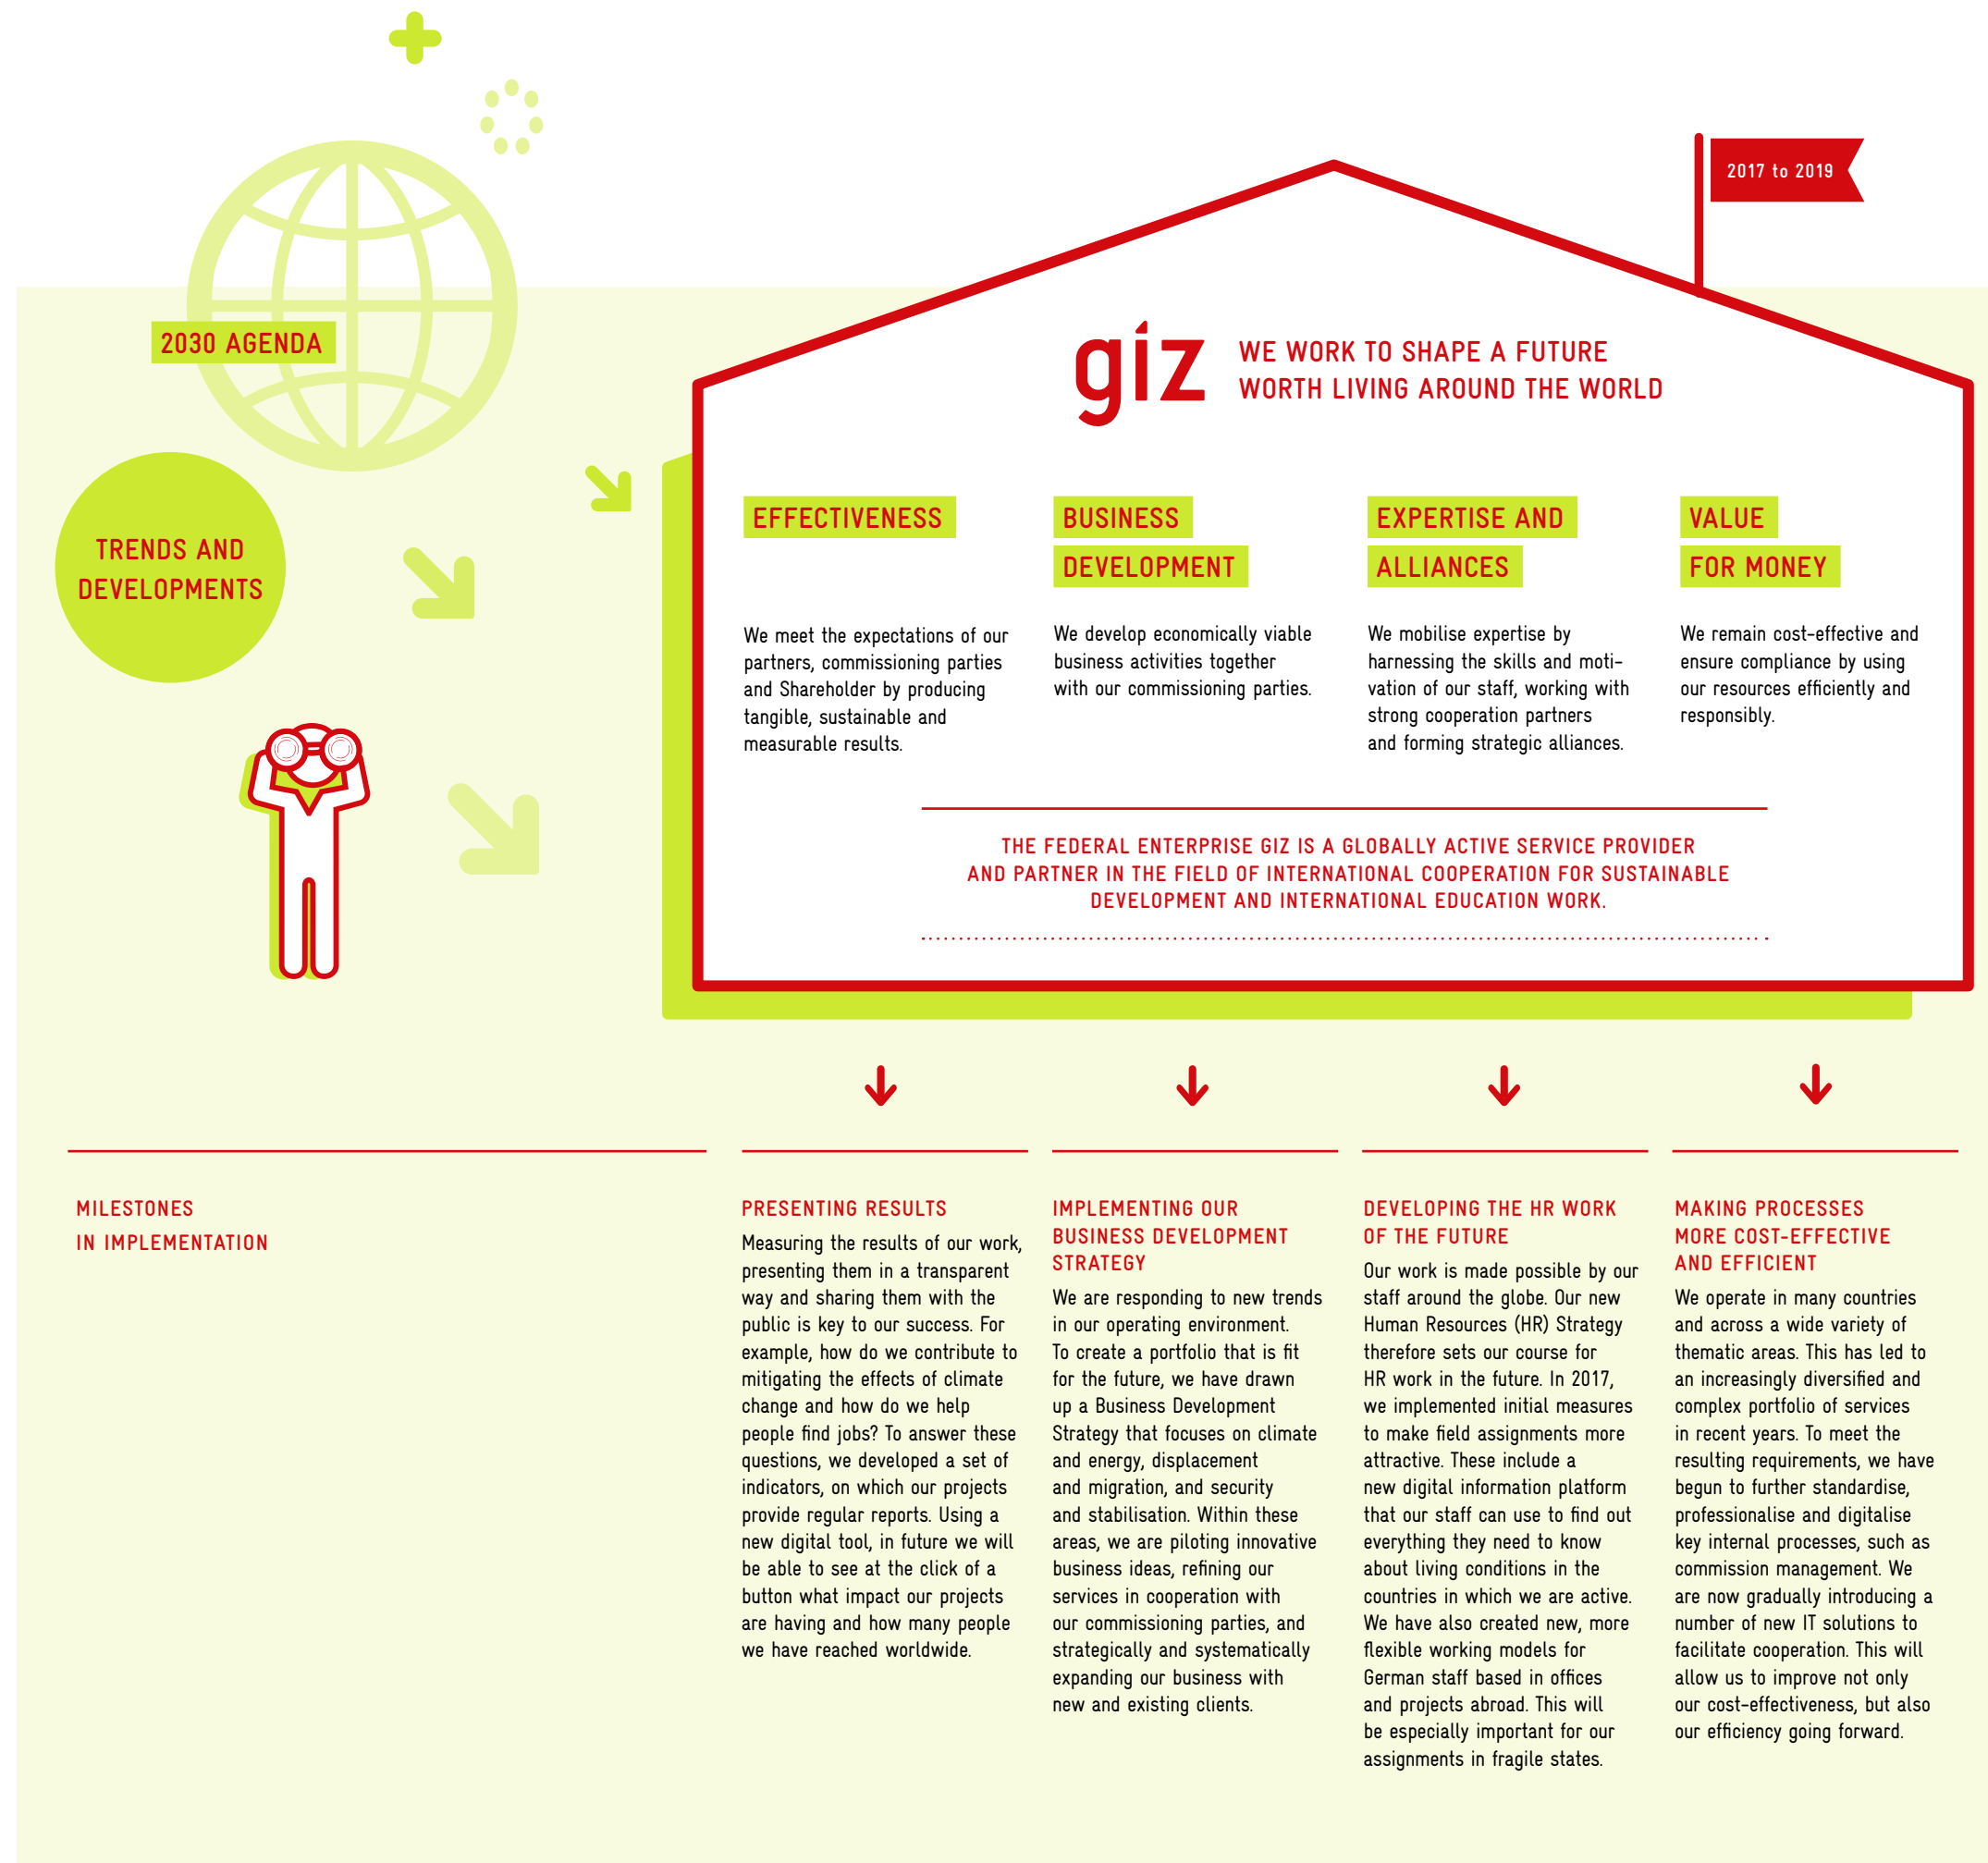 2017 to 2019
2030 AGENDA
TRENDS AND
DEVELOPMENTS
giz
WE WORK TO SHAPE A FUTURE
WORTH LIVING AROUND THE WORLD
EFFECTIVENESS
We meet the expectations of our
partners, commissioning parties
and Shareholder by producing
tangible, sustainable and
measurable results.
BUSINESS
DEVELOPMENT
We develop economically viable
business activities together
with our commissioning parties.
EXPERTISE AND
ALLIANCES
We mobilise expertise by
harnessing the skills and moti-
vation of our staff, working with
strong cooperation partners
and forming strategic alliances.
VALUE
FOR MONEY
We remain cost-effective and
ensure compliance by using
our resources efficiently and
responsibly.
THE FEDERAL ENTERPRISE GIZ IS A GLOBALLY ACTIVE SERVICE PROVIDER
AND PARTNER IN THE FIELD OF INTERNATIONAL COOPERATION FOR SUSTAINABLE
DEVELOPMENT AND INTERNATIONAL EDUCATION WORK.
MILESTONES
IN IMPLEMENTATION
PRESENTING RESULTS
Measuring the results of our work,
presenting them in a transparent
way and sharing them with the
public is key to our success. For
example, how do we contribute to
mitigating the effects of climate
change and how do we help
people find jobs? To answer these
questions, we developed a set of
indicators, on which our projects
provide regular reports. Using a
new digital tool, in future we will
be able to see at the click of a
button what impact our projects
are having and how many people
we have reached worldwide.
IMPLEMENTING OUR
BUSINESS DEVELOPMENT
STRATEGY
We are responding to new trends
in our operating environment.
To create a portfolio that is fit
for the future, we have drawn
up a Business Development
Strategy that focuses on climate
and energy, displacement
and migration, and security
and stabilisation. Within these
areas, we are piloting innovative
business ideas, refining our
services in cooperation with
our commissioning parties, and
strategically and systematically
expanding our business with
new and existing clients.
DEVELOPING THE HR WORK
OF THE FUTURE
Our work is made possible by our
staff around the globe. Our new
Human Resources (HR) Strategy
therefore sets our course for
HR work in the future. In 2017,
we implemented initial measures
to make field assignments more
attractive. These include a
new digital information platform
that our staff can use to find out
everything they need to know
about living conditions in the
countries in which we are active.
We have also created new, more
flexible working models for
German staff based in offices
and projects abroad. This will
be especially important for our
assignments in fragile states.
MAKING PROCESSES
MORE COST-EFFECTIVE
AND EFFICIENT
We operate in many countries
and across a wide variety of
thematic areas. This has led to
an increasingly diversified and
complex portfolio of services
in recent years. To meet the
resulting requirements, we have
begun to further standardise,
professionalise and digitalise
key internal processes, such as
commission management. We
are now gradually introducing a
number of new IT solutions to
facilitate cooperation. This will
allow us to improve not only
our cost-effectiveness, but also
our efficiency going forward.